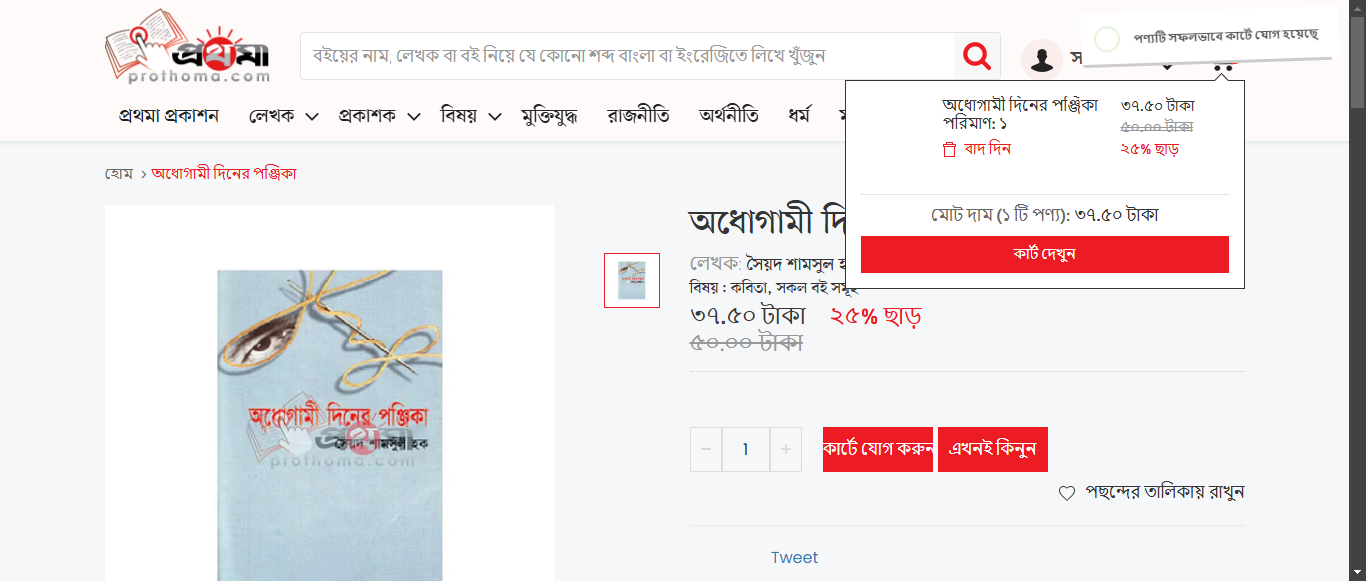 প্রথমা
prothoma.com
বইয়ের নাম, লেখক বা বই নিয়ে যে কোনো শব্দ বাংলা বা ইংরেজিতে লিখে খুঁজুন
স
পণ্যটি সফলভাবে কার্টে যোগ হয়েছে
প্রথমা প্রকাশন লেখক প্রকাশক বিষয় মুক্তিযুদ্ধ রাজনীতি অর্থনীতি ধর্ম
অধোগামী দিনের পঞ্জিকা ৩৭.৫০ টাকা
পরিমাণ: ১ ৫০.০০ টাকা
বাদ দিন ২৫% ছাড়
মোট দাম (১ টি পণ্য): ৩৭.৫০ টাকা
কার্ট দেখুন
হোম > অধোগামী দিনের পঞ্জিকা
অধোগামী দি
লেখক: সৈয়দ শামসুল হ
বিষয় : কবিতা, সকল বই সমূহ
৩৭.৫০ টাকা ২৫% ছাড়
৫০.০০ টাকা
− 1 + কার্টে যোগ করুন এখনই কিনুন
পছন্দের তালিকায় রাখুন
Tweet
অধোগামী দিনের পঞ্জিকা
সৈয়দ শামসুল হক
প্রথমা
prothoma.com